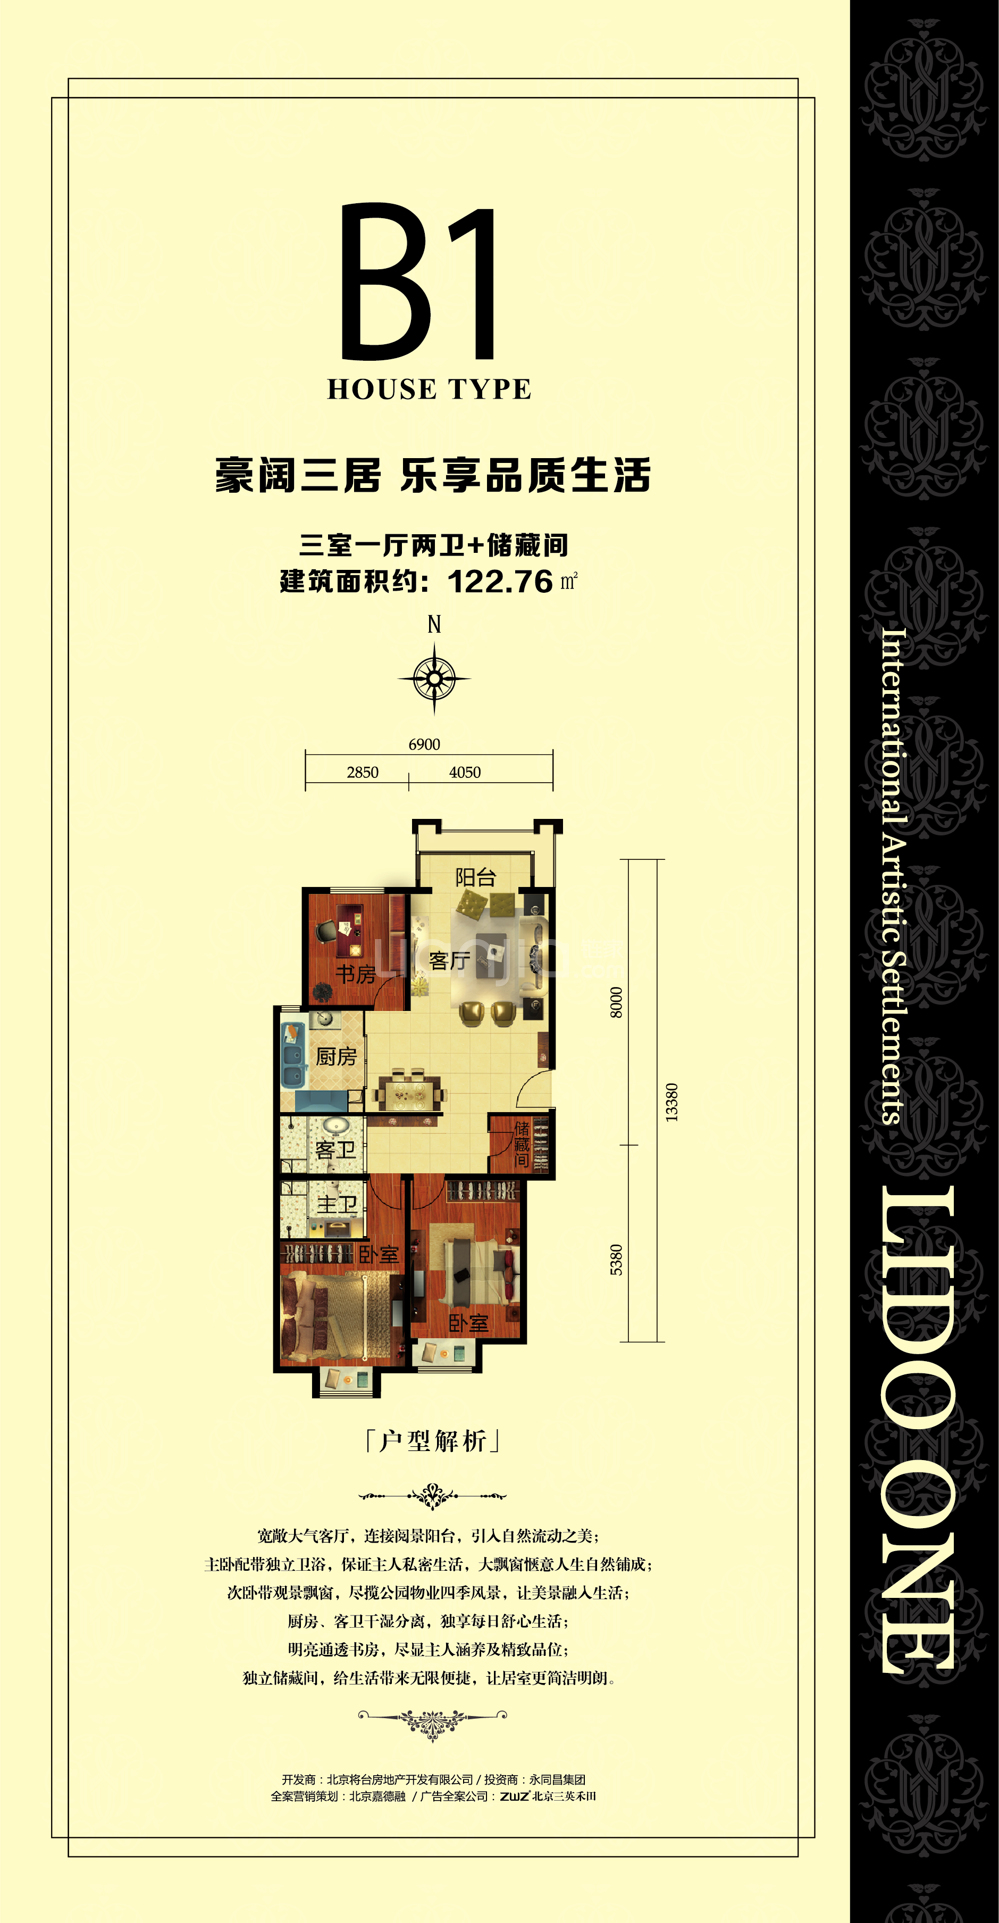 B1
HOUSE TYPE
豪阔三居 乐享品质生活
三室一厅两卫+储藏间
建筑面积约：122.76㎡
N
6900
2850
4050
阳台
客厅
书房
厨房
客卫
储藏间
主卫
卧室
卧室
8000
13380
5380
「户型解析」
宽敞大气客厅，连接阅景阳台，引入自然流动之美；
主卧配带独立卫浴，保证主人私密生活，大飘窗惬意人生自然铺成；
次卧带观景飘窗，尽揽公园物业四季风景，让美景融入生活；
厨房、客卫干湿分离，独享每日舒心生活；
明亮通透书房，尽显主人涵养及精致品位；
独立储藏间，给生活带来无限便捷，让居室更简洁明朗。
开发商：北京将台房地产开发有限公司 / 投资商：永同昌集团
全案营销策划：北京嘉德融 / 广告全案公司：ZWZ 北京三英禾田
International Artistic Settlements
LIDO ONE